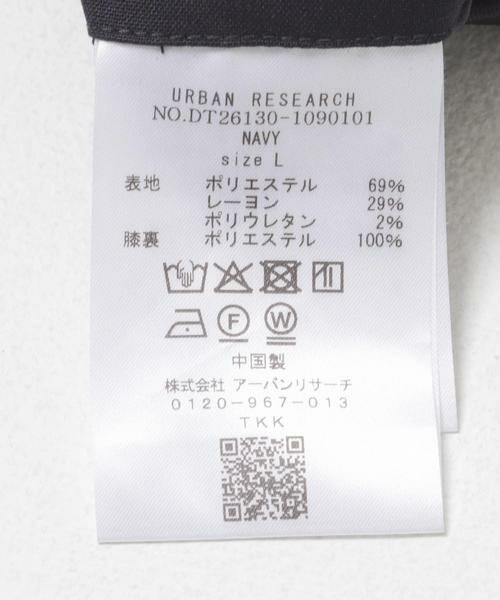 URBAN RESEARCH
NO.DT26130-1090101
NAVY
size L
表地 ポリエステル 69%
レーヨン 29%
ポリウレタン 2%
膝裏 ポリエステル 100%
F W
中国製
株式会社 アーバンリサーチ
0120-967-013
TKK